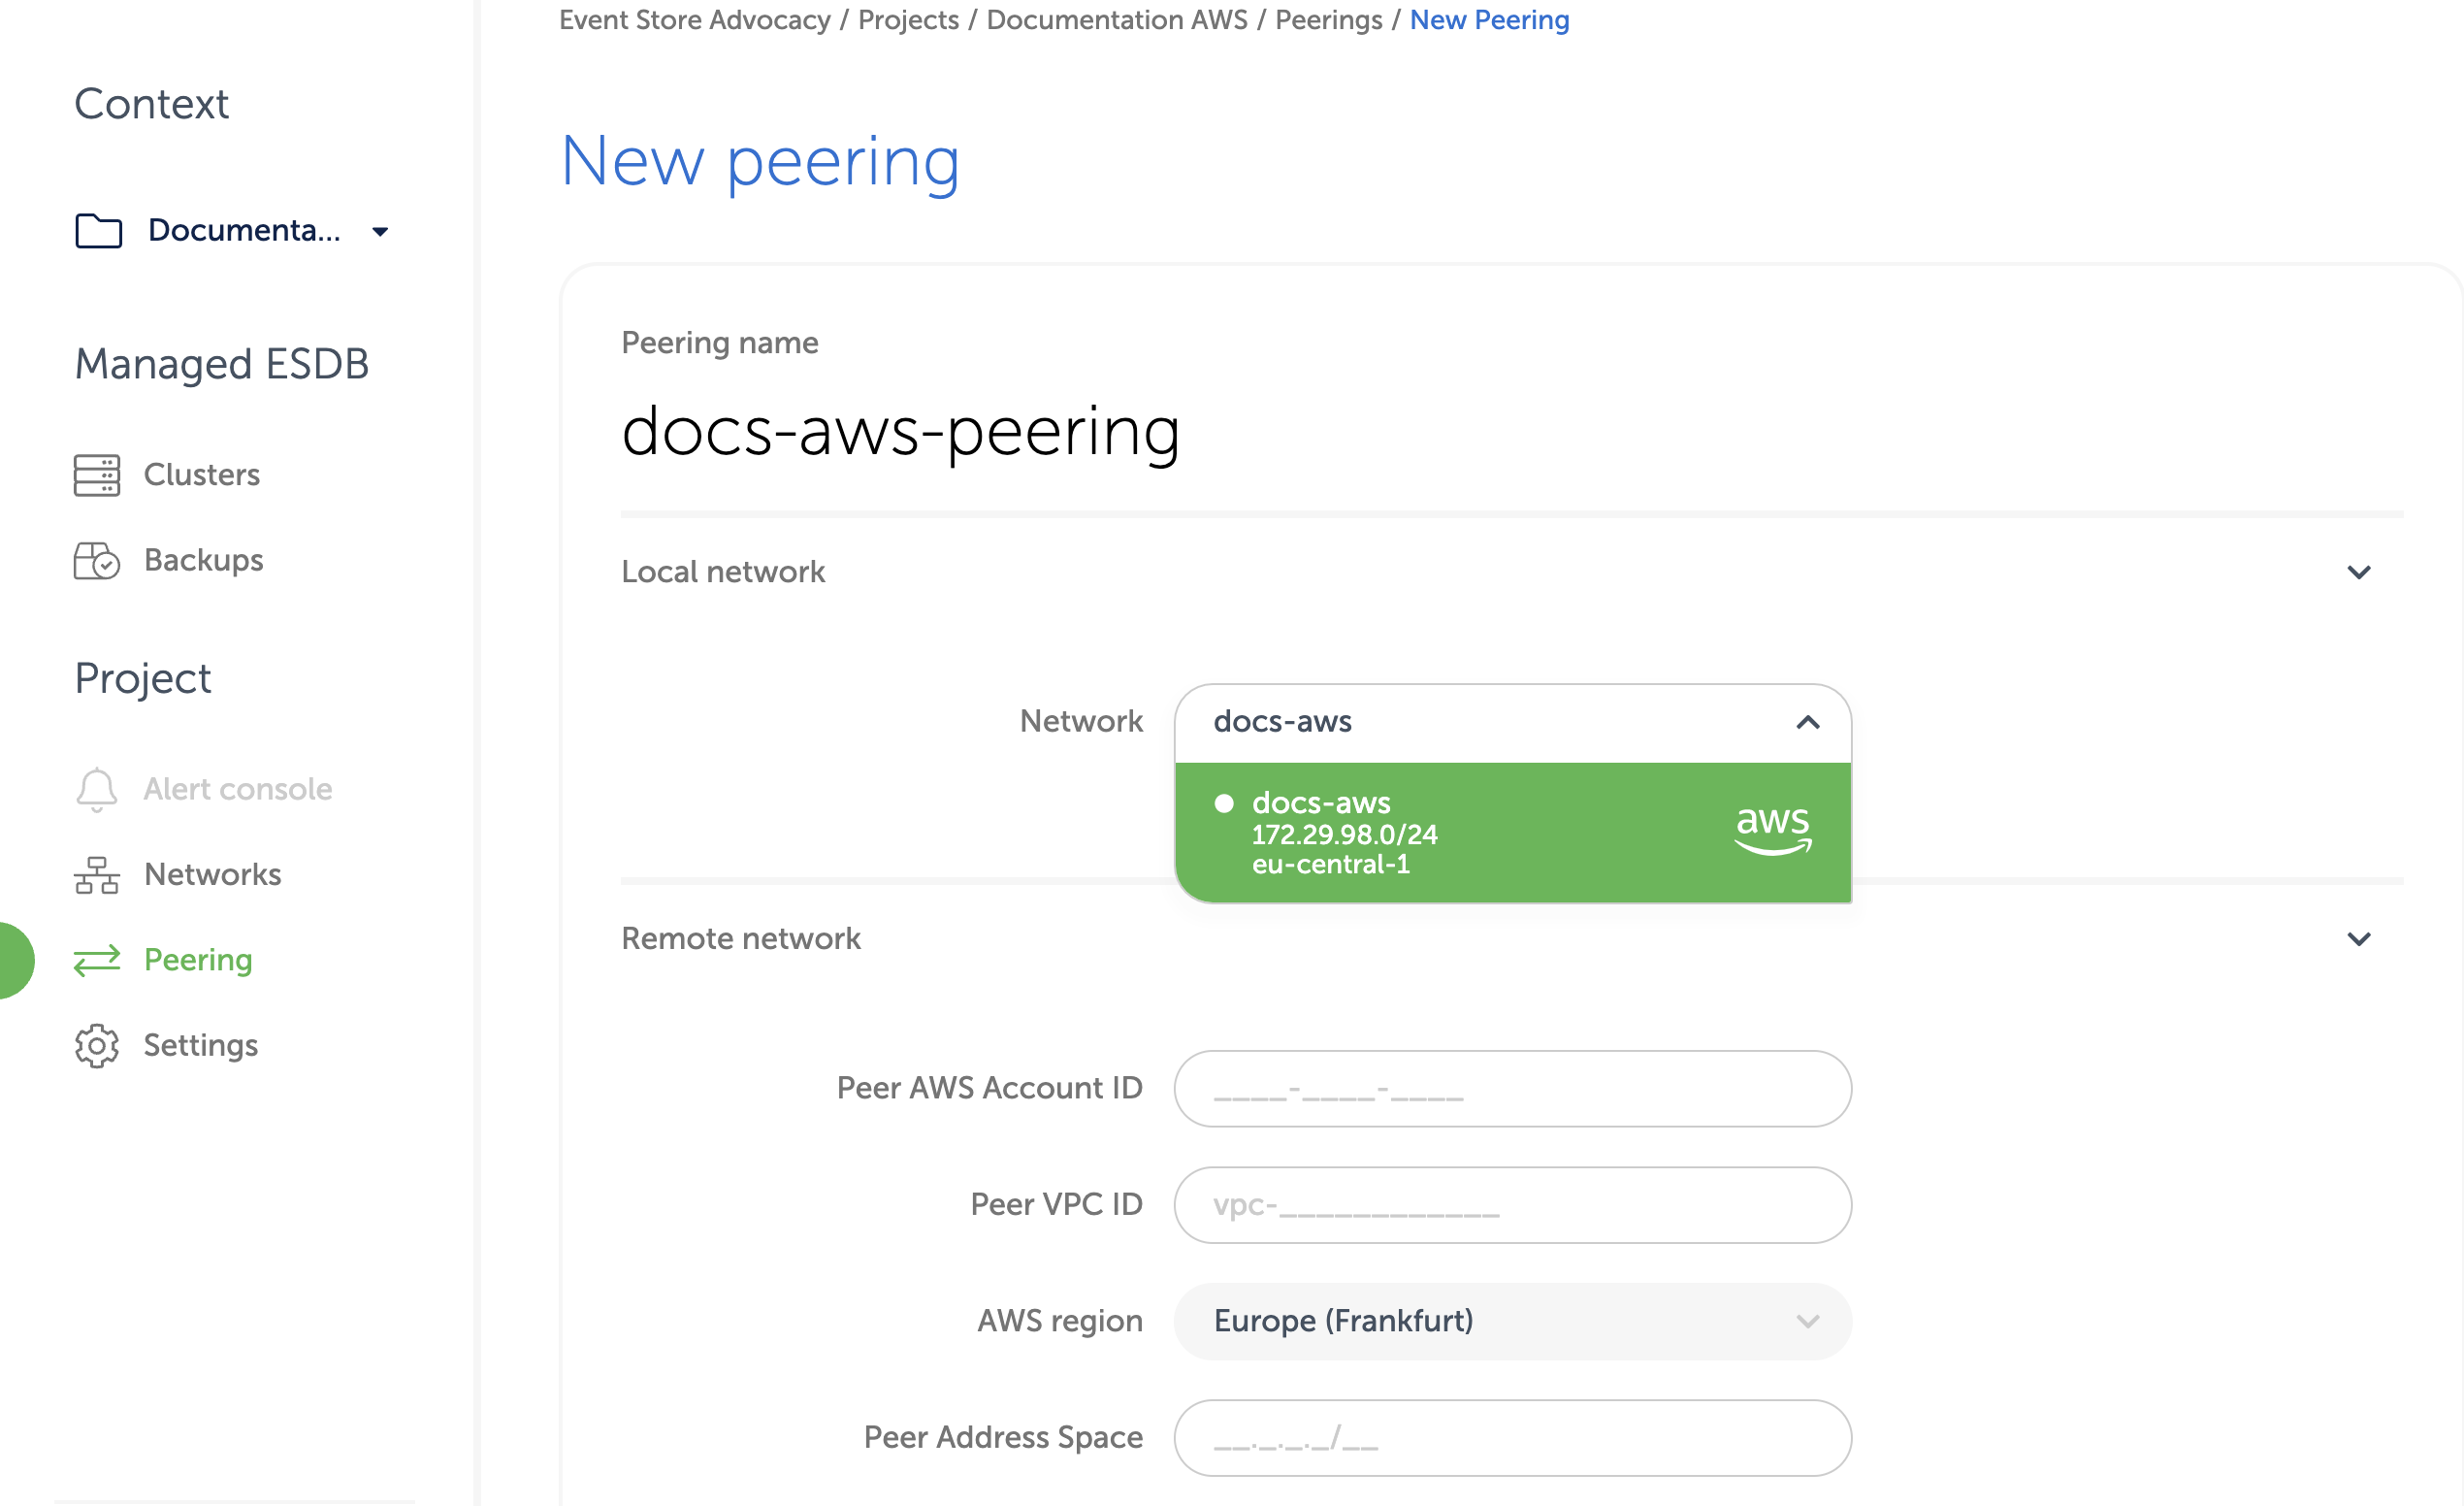 Event Store Advocacy / Projects / Documentation AWS / Peerings / New Peering
Context
Documenta...
Managed ESDB
Clusters
Backups
Project
Alert console
Networks
Peering
Settings
New peering
Peering name
docs-aws-peering
Local network
Network
docs-aws
docs-aws
172.29.98.0/24
eu-central-1
aws
Remote network
Peer AWS Account ID
____-____-____
Peer VPC ID
vpc-____________
AWS region
Europe (Frankfurt)
Peer Address Space
__._._._/__